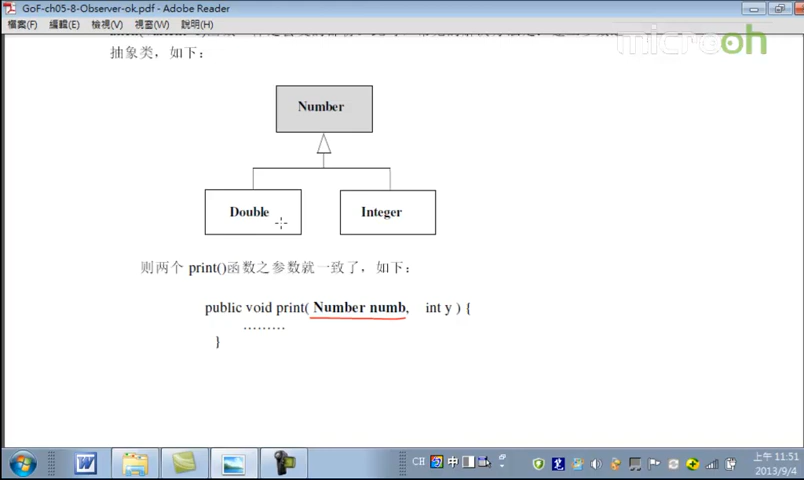 GoF-ch05-8-Observer-ok.pdf - Adobe Reader
檔案(F) 編輯(E) 檢視(V) 視窗(W) 說明(H)
microoh
抽象类，如下：
Number
Double
Integer
则两个 print()函数之参数就一致了，如下：
public void print( Number numb, int y ) {
………
}
CH 中
上午 11:51
2013/9/4